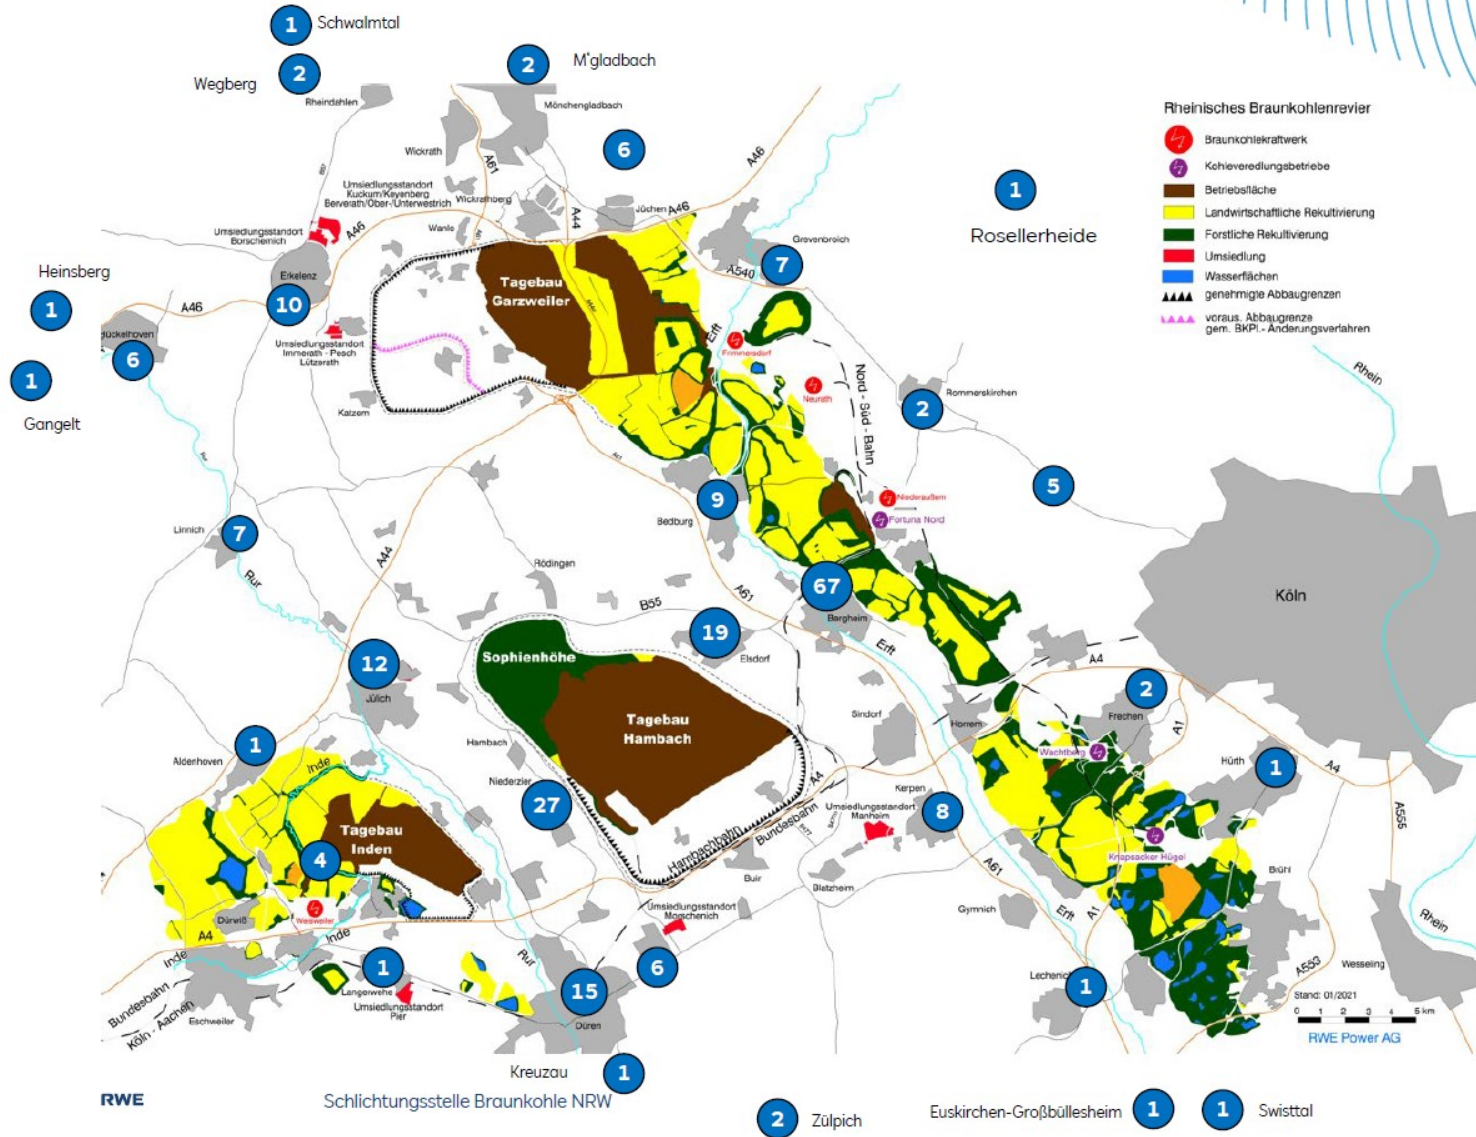 1 Schwalmtal
Wegberg 2
2 M'gladbach
Rheindahlen
Mönchengladbach
Wickrath
A61
6
A46
Umsiedlungsstandort
Kuckum/Keyenberg
Berverath/Ober-/Unterwestrich
Wickrathberg
Umsiedlungsstandort
Borschemich
A46
Wanlo
A44
Jüchen
A46
Grevenbroich
7
A540
1
Rosellerheide
Rheinisches Braunkohlenrevier
Braunkohlekraftwerk
Kohleveredlungsbetriebe
Betriebsfläche
Landwirtschaftliche Rekultivierung
Forstliche Rekultivierung
Umsiedlung
Wasserflächen
genehmigte Abbaugrenzen
voraus. Abbaugrenze
gem. BKPl.- Änderungsverfahren
Heinsberg
1
A46
Erkelenz
10
Hückelhoven
6
1
Gangelt
Umsiedlungsstandort
Immerath - Pesch
Lützerath
Katzem
Tagebau
Garzweiler
Erft
Frimmersdorf
Neurath
Nord - Süd - Bahn
Rommerskirchen
2
5
Rhein
Köln
Linnich
7
Rur
A44
Rödingen
9
Bedburg
Niederaußem
Fortuna Nord
A61
B55
67
Bergheim
Erft
19
Elsdorf
12
Jülich
Sophienhöhe
Tagebau
Hambach
Hambach
Niederzier
27
Sindorf
Horrem
A4
2
Frechen
A1
Wachtberg
Hürth
1
A4
A555
Aldenhoven
1
Inde
Tagebau
Inden
4
Weisweiler
Dürwiß
A4
Inde
Inde
Hambachbahn
Bundesbahn
A4
Buir
Umsiedlungsstandort
Manheim
Kerpen
8
Blatzheim
A61
Gymnich
Erft
A1
Knapsacker Hügel
Brühl
Rhein
Wesseling
A553
Umsiedlungsstandort
Morschenich
6
Rur
15
Düren
1
Langerwehe
Umsiedlungsstandort
Pier
Eschweiler
Bundesbahn
Köln - Aachen
Lechenich
1
Stand: 01/2021
0 1 2 3 4 5 km
RWE Power AG
Kreuzau 1
RWE
Schlichtungsstelle Braunkohle NRW
2 Zülpich
Euskirchen-Großbüllesheim 1
1 Swisttal